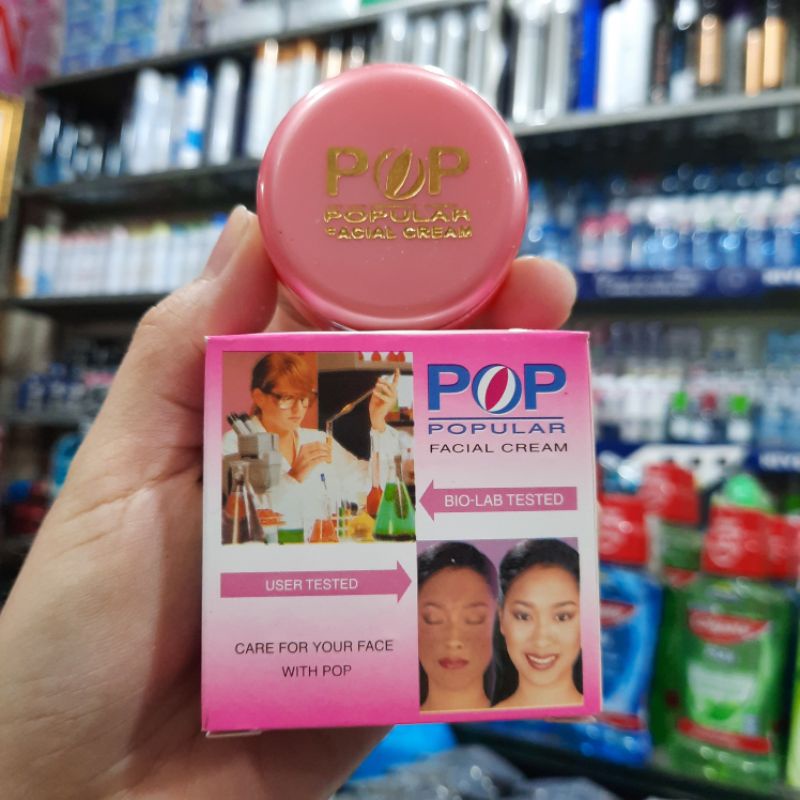 POP
POPULAR
FACIAL CREAM
POP
POPULAR
FACIAL CREAM
BIO-LAB TESTED
USER TESTED
CARE FOR YOUR FACE
WITH POP
Colgate